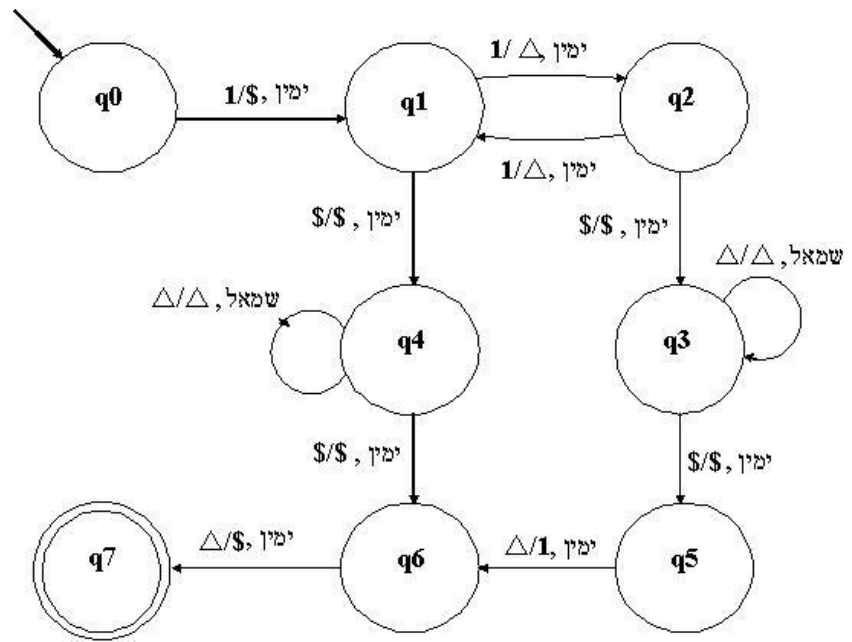 1/ △, ימין
q0
1/$, ימין
q1
q2
1/△, ימין
$/$ , ימין
$/$ , ימין
△/△, שמאל
△/△, שמאל
q4
q3
$/$ , ימין
$/$, ימין
q7
△/$, ימין
q6
△/1, ימין
q5